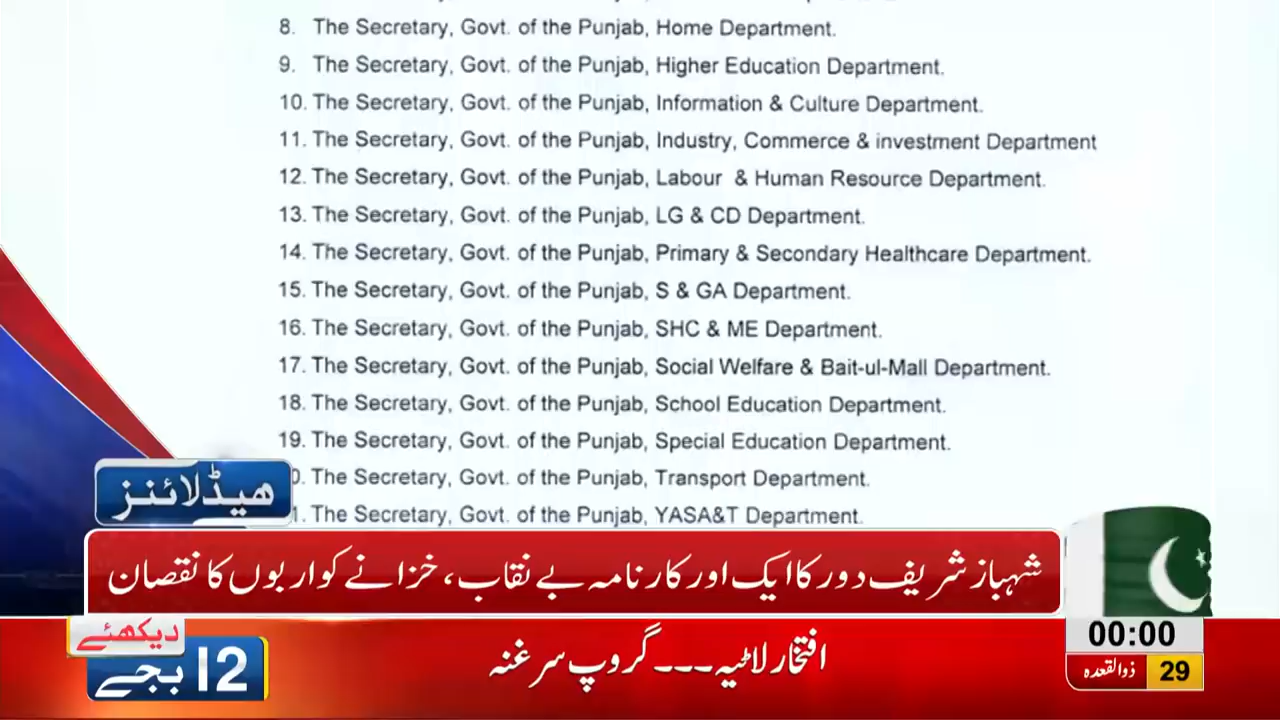 8. The Secretary, Govt. of the Punjab, Home Department.
9. The Secretary, Govt. of the Punjab, Higher Education Department.
10. The Secretary, Govt. of the Punjab, Information & Culture Department.
11. The Secretary, Govt. of the Punjab, Industry, Commerce & investment Department
12. The Secretary, Govt. of the Punjab, Labour & Human Resource Department.
13. The Secretary, Govt. of the Punjab, LG & CD Department.
14. The Secretary, Govt. of the Punjab, Primary & Secondary Healthcare Department.
15. The Secretary, Govt. of the Punjab, S & GA Department.
16. The Secretary, Govt. of the Punjab, SHC & ME Department.
17. The Secretary, Govt. of the Punjab, Social Welfare & Bait-ul-Mall Department.
18. The Secretary, Govt. of the Punjab, School Education Department.
19. The Secretary, Govt. of the Punjab, Special Education Department.
0. The Secretary, Govt. of the Punjab, Transport Department.
1. The Secretary, Govt. of the Punjab, YASA&T Department.
ہیڈلائنز
شہباز شریف دور کا ایک اور کارنامہ بے نقاب، خزانے کو اربوں کا نقصان
دیکھئے
12 بجے
افتخار لاٹیہ ۔۔۔ گروپ سرغنہ
00:00
29 ذوالقعدہ